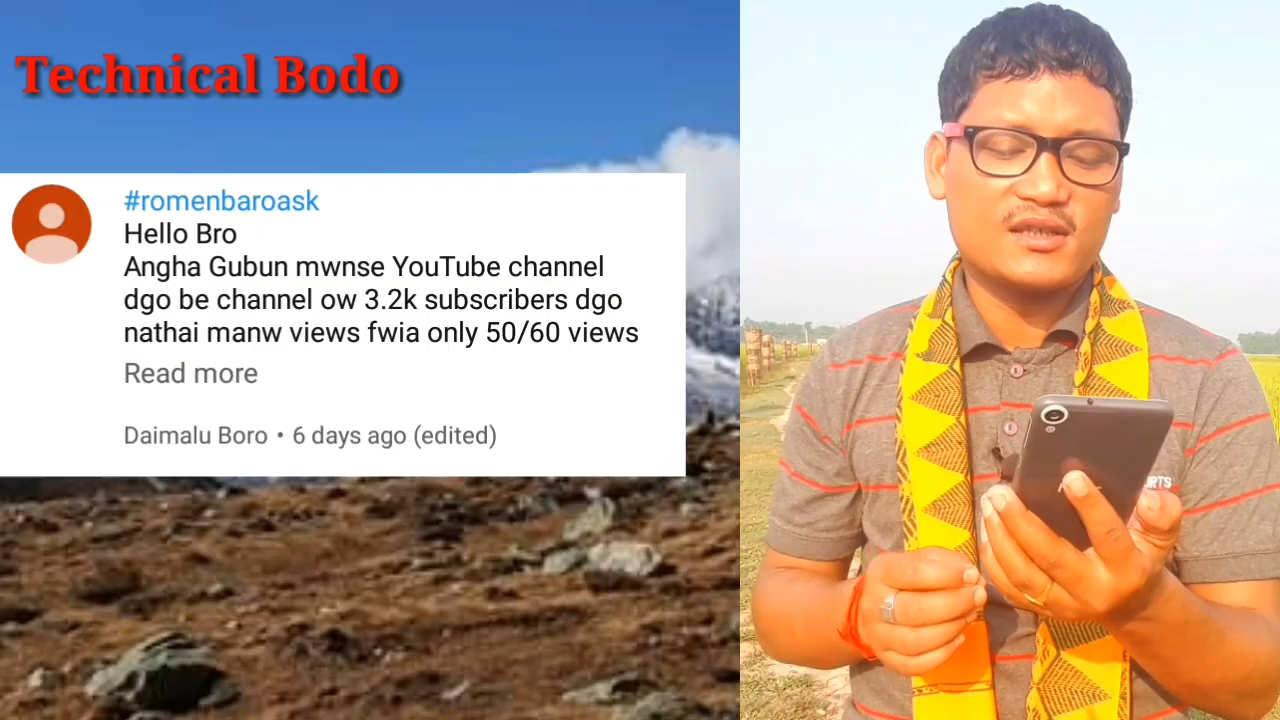 Technical Bodo
#romenbaroask
Hello Bro
Angha Gubun mwnse YouTube channel
dgo be channel ow 3.2k subscribers dgo
nathai manw views fwia only 50/60 views
Read more
Daimalu Boro • 6 days ago (edited)